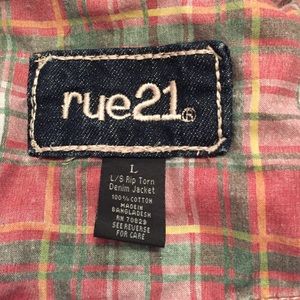 rue21®
L
L/S Rip Torn
Denim Jacket
100% COTTON
MADE IN
BANGLADESH
RN 70829
SEE REVERSE
FOR CARE